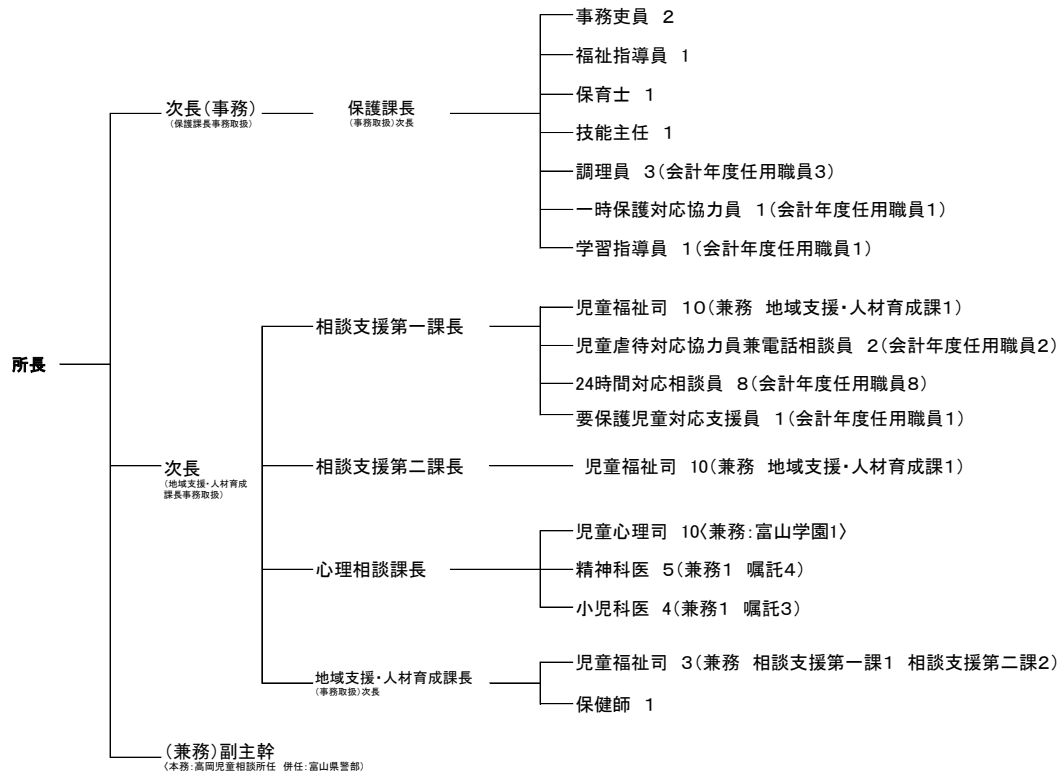 所長
次長(事務)
(保護課長事務取扱)
保護課長
(事務取扱)次長
事務吏員 2
福祉指導員 1
保育士 1
技能主任 1
調理員 3(会計年度任用職員3)
一時保護対応協力員 1(会計年度任用職員1)
学習指導員 1(会計年度任用職員1)
次長
(地域支援・人材育成
課長事務取扱)
相談支援第一課長
児童福祉司 10(兼務 地域支援・人材育成課1)
児童虐待対応協力員兼電話相談員 2(会計年度任用職員2)
24時間対応相談員 8(会計年度任用職員8)
要保護児童対応支援員 1(会計年度任用職員1)
相談支援第二課長
児童福祉司 10(兼務 地域支援・人材育成課1)
心理相談課長
児童心理司 10〈兼務:富山学園1〉
精神科医 5(兼務1 嘱託4)
小児科医 4(兼務1 嘱託3)
地域支援・人材育成課長
(事務取扱)次長
児童福祉司 3(兼務 相談支援第一課1 相談支援第二課2)
保健師 1
(兼務)副主幹
〈本務:高岡児童相談所任 併任:富山県警部〉